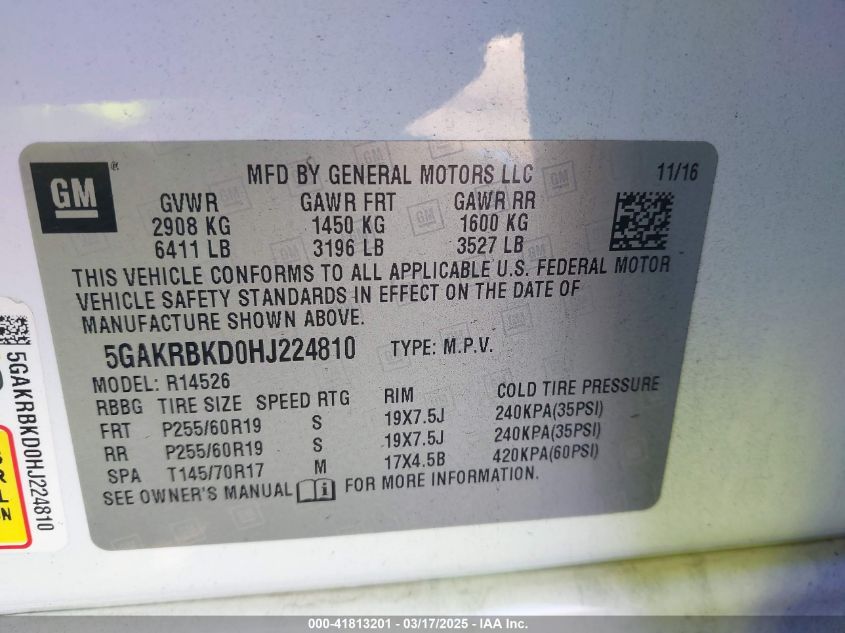 GM
®
MFD BY GENERAL MOTORS LLC
11/16
GVWR GAWR FRT GAWR RR
2908 KG 1450 KG 1600 KG
6411 LB 3196 LB 3527 LB
THIS VEHICLE CONFORMS TO ALL APPLICABLE U.S. FEDERAL MOTOR
VEHICLE SAFETY STANDARDS IN EFFECT ON THE DATE OF
MANUFACTURE SHOWN ABOVE.
5GAKRBKD0HJ224810 TYPE: M.P.V.
MODEL: R14526
RBBG TIRE SIZE SPEED RTG RIM COLD TIRE PRESSURE
FRT P255/60R19 S 19X7.5J 240KPA(35PSI)
RR P255/60R19 S 19X7.5J 240KPA(35PSI)
SPA T145/70R17 M 17X4.5B 420KPA(60PSI)
SEE OWNER'S MANUAL FOR MORE INFORMATION.
5GAKRBKD0HJ224810
000-41813201 - 03/17/2025 - IAA Inc.